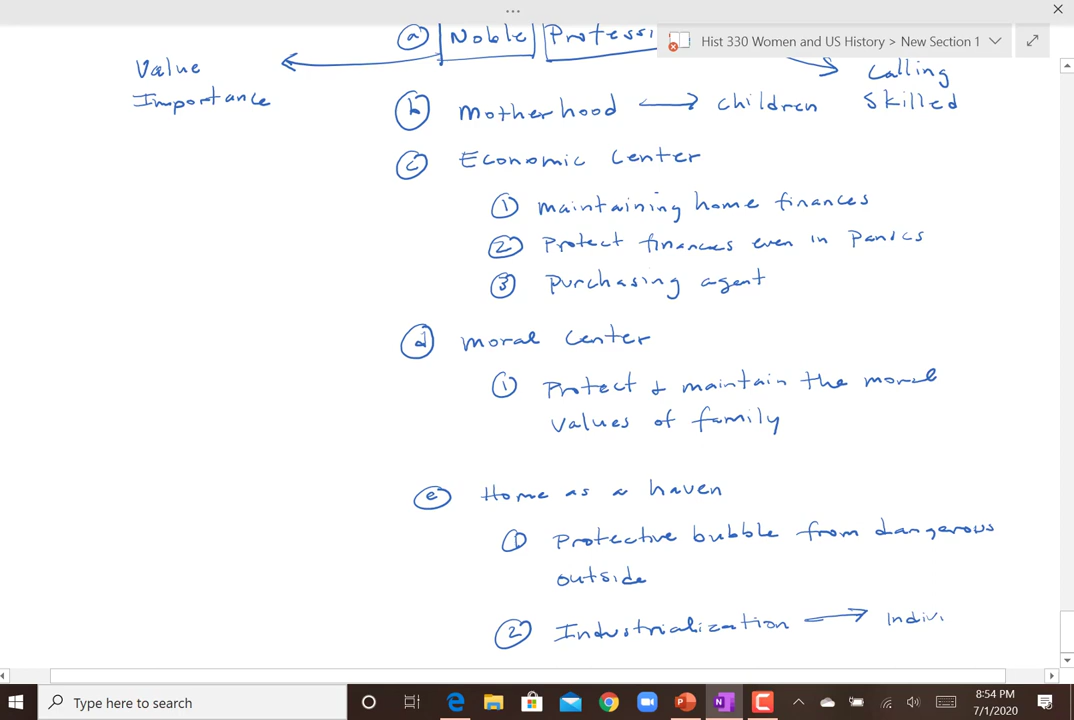 Hist 330 Women and US History > New Section 1
a Noble
Value
Importance
Calling
Skilled
b Motherhood children
c Economic Center
1 maintaining home finances
2 Protect finances even in Panics
3 purchasing agent
d moral center
1 Protect + maintain the moral
values of family
e Home as a haven
1 Protective bubble from dangerous
outside
2 Industrialization Indiv
Type here to search
8:54 PM
7/1/2020